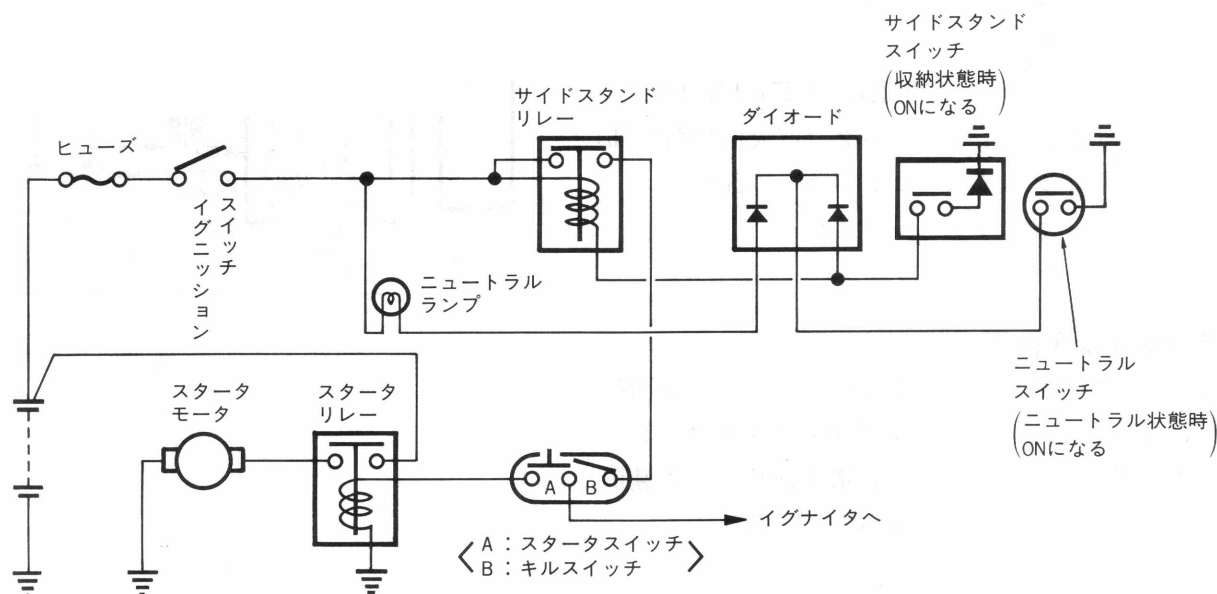 サイドスタンド
スイッチ
(収納状態時
ONになる)
サイドスタンド
リレー
ダイオード
ヒューズ
イグニッション
スイッチ
ニュートラル
ランプ
ニュートラル
スイッチ
(ニュートラル状態時
ONになる)
スタータ
モータ
スタータ
リレー
A B
イグナイタへ
〈A：スタータスイッチ
B：キルスイッチ〉